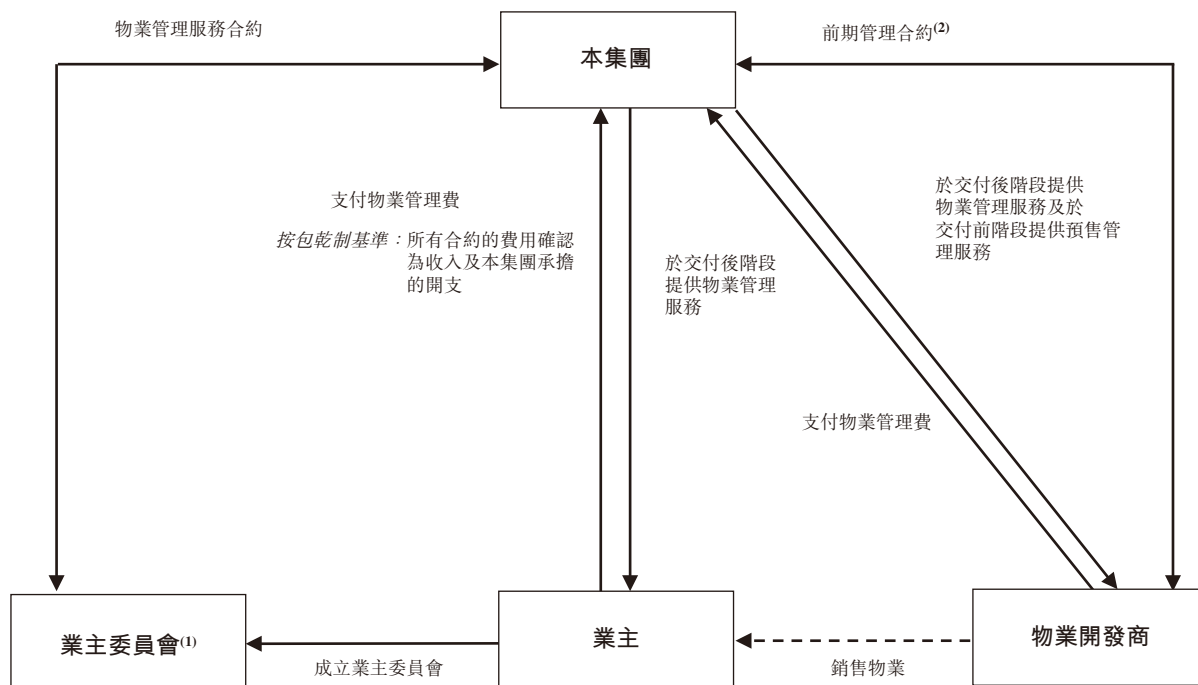 物業管理服務合約
前期管理合約(2)
本集團
支付物業管理費
按包乾制基準：所有合約的費用確認
為收入及本集團承擔
的開支
於交付後階段
提供物業管理
服務
於交付後階段提供
物業管理服務及於
交付前階段提供預售管
理服務
支付物業管理費
業主委員會(1)
成立業主委員會
業主
銷售物業
物業開發商